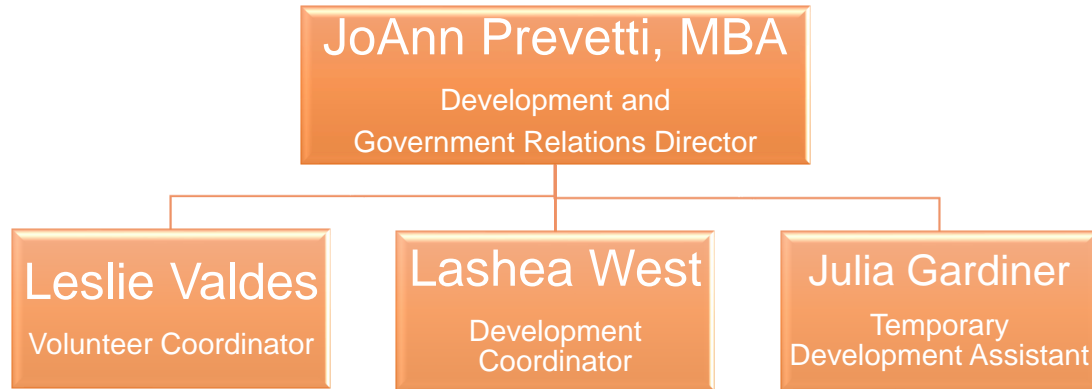 JoAnn Prevetti, MBA
Development and
Government Relations Director
Leslie Valdes
Volunteer Coordinator
Lashea West
Development
Coordinator
Julia Gardiner
Temporary
Development Assistant